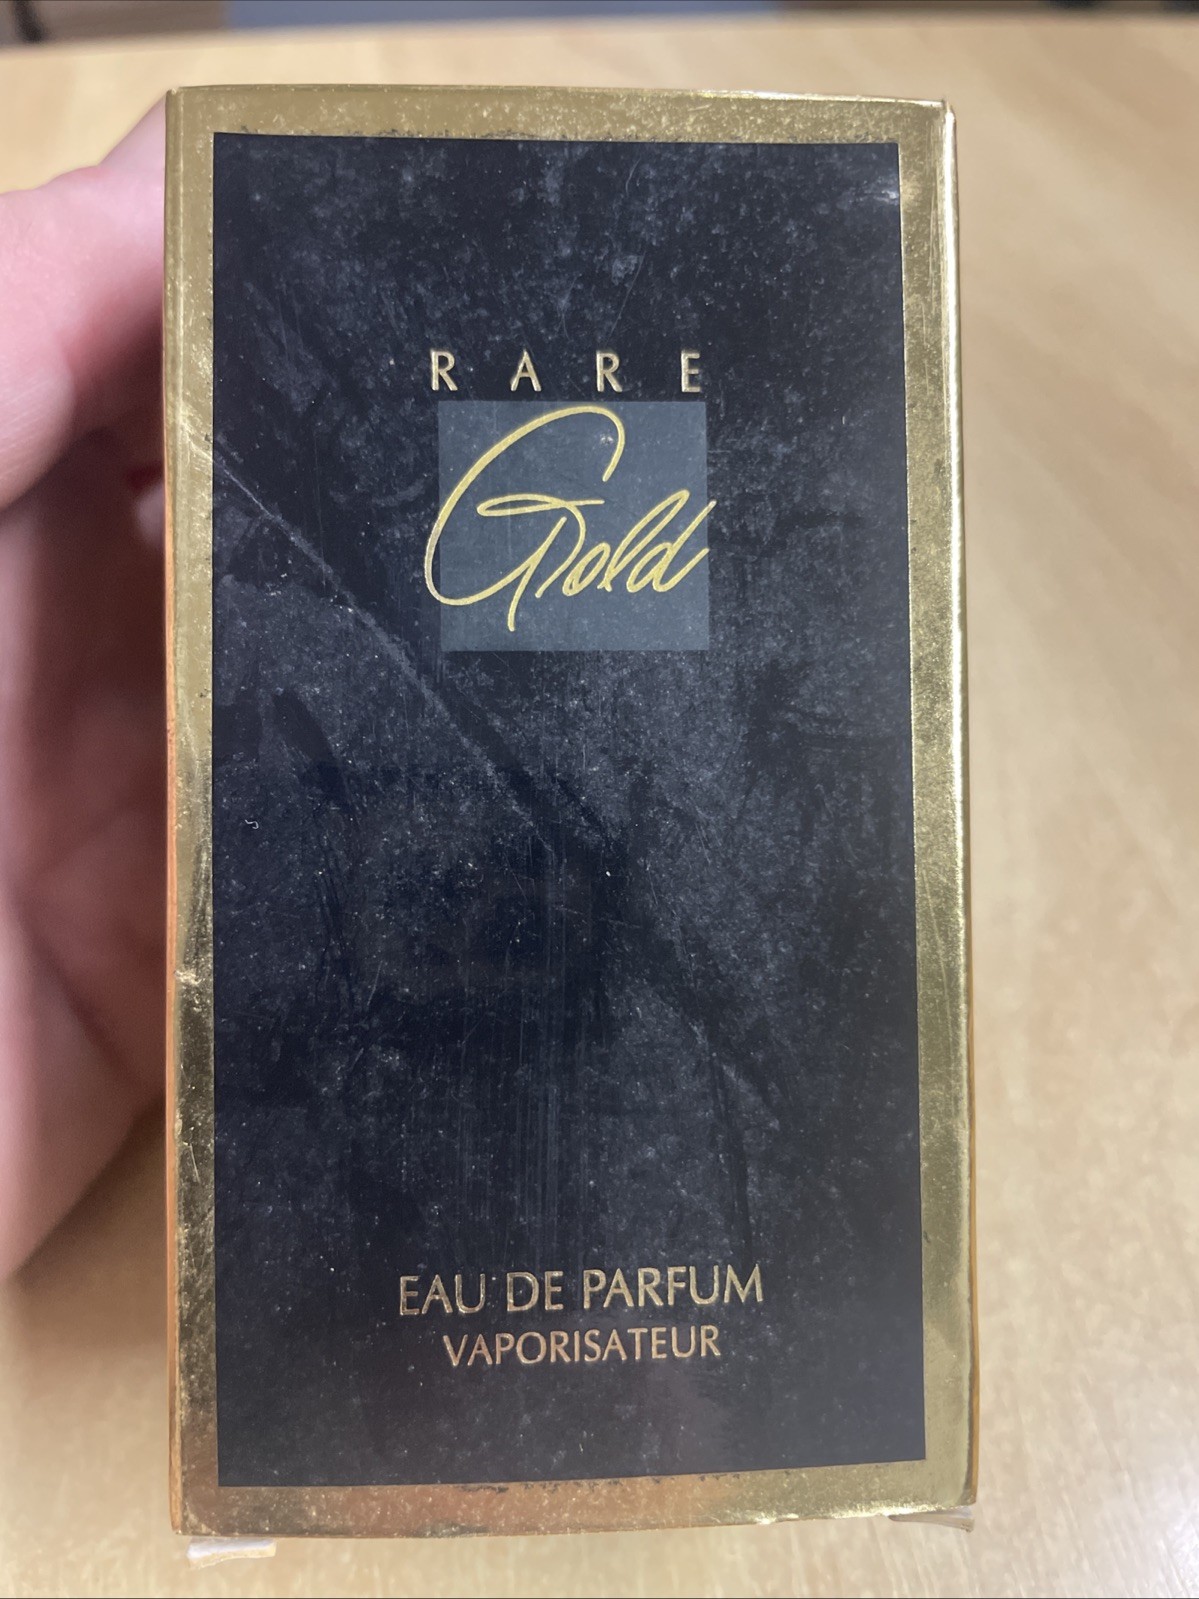 RARE
Gold
EAU DE PARFUM
VAPORISATEUR